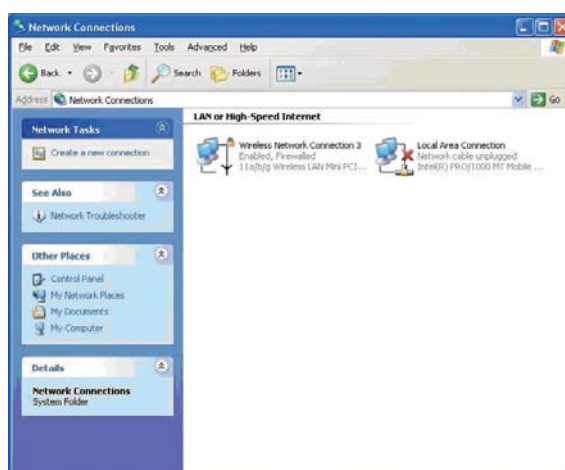 Network Connections
File Edit View Favorites Tools Advanced Help
Back Search Folders
Address Network Connections Go
Network Tasks
Create a new connection
See Also
Network Troubleshooter
Other Places
Control Panel
My Network Places
My Documents
My Computer
Details
Network Connections
System Folder
LAN or High-Speed Internet
Wireless Network Connection 3
Enabled, Firewalled
11a/b/g Wireless LAN Mini PCI...
Local Area Connection
Network cable unplugged
Intel(R) PRO/1000 MT Mobile ...